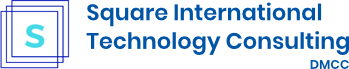 S
Square International
Technology Consulting
DMCC